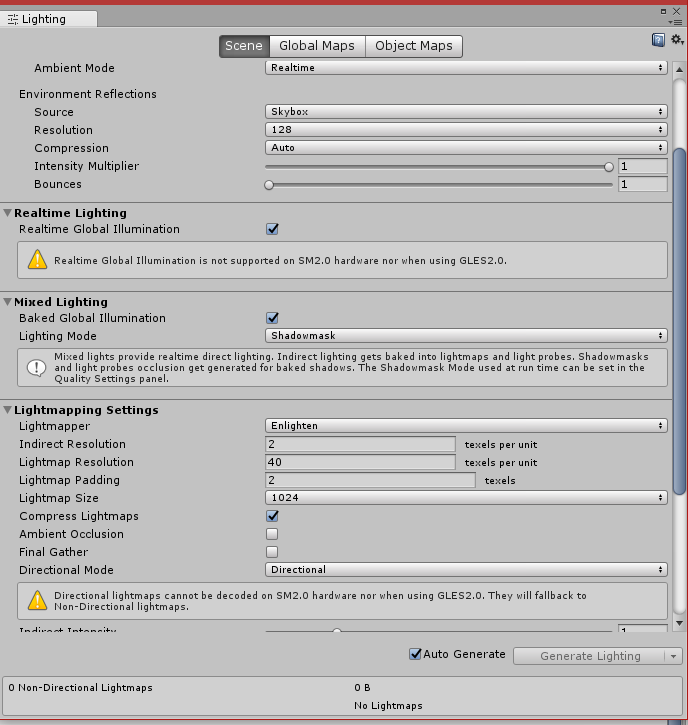 Lighting
Scene Global Maps Object Maps
Ambient Mode Realtime
Environment Reflections
Source Skybox
Resolution 128
Compression Auto
Intensity Multiplier 1
Bounces 1
Realtime Lighting
Realtime Global Illumination
Realtime Global Illumination is not supported on SM2.0 hardware nor when using GLES2.0.
Mixed Lighting
Baked Global Illumination
Lighting Mode Shadowmask
Mixed lights provide realtime direct lighting. Indirect lighting gets baked into lightmaps and light probes. Shadowmasks
and light probes occlusion get generated for baked shadows. The Shadowmask Mode used at run time can be set in the
Quality Settings panel.
Lightmapping Settings
Lightmapper Enlighten
Indirect Resolution 2 texels per unit
Lightmap Resolution 40 texels per unit
Lightmap Padding 2 texels
Lightmap Size 1024
Compress Lightmaps
Ambient Occlusion
Final Gather
Directional Mode Directional
Directional lightmaps cannot be decoded on SM2.0 hardware nor when using GLES2.0. They will fallback to
Non-Directional lightmaps.
Indirect Intensity 1
Auto Generate Generate Lighting
0 Non-Directional Lightmaps 0 B
No Lightmaps